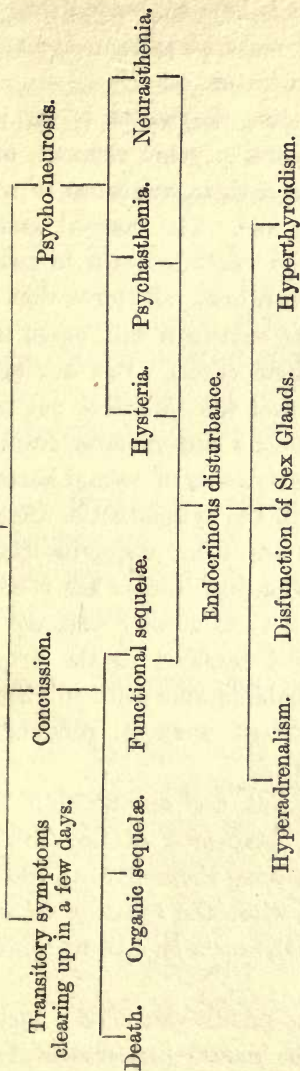 Transitory symptoms
clearing up in a few days.
Concussion.
Psycho-neurosis.
Death.
Organic sequelæ.
Functional sequelæ.
Hysteria.
Psychasthenia.
Neurasthenia.
Endocrinous disturbance.
Hyperadrenalism.
Disfunction of Sex Glands.
Hyperthyroidism.